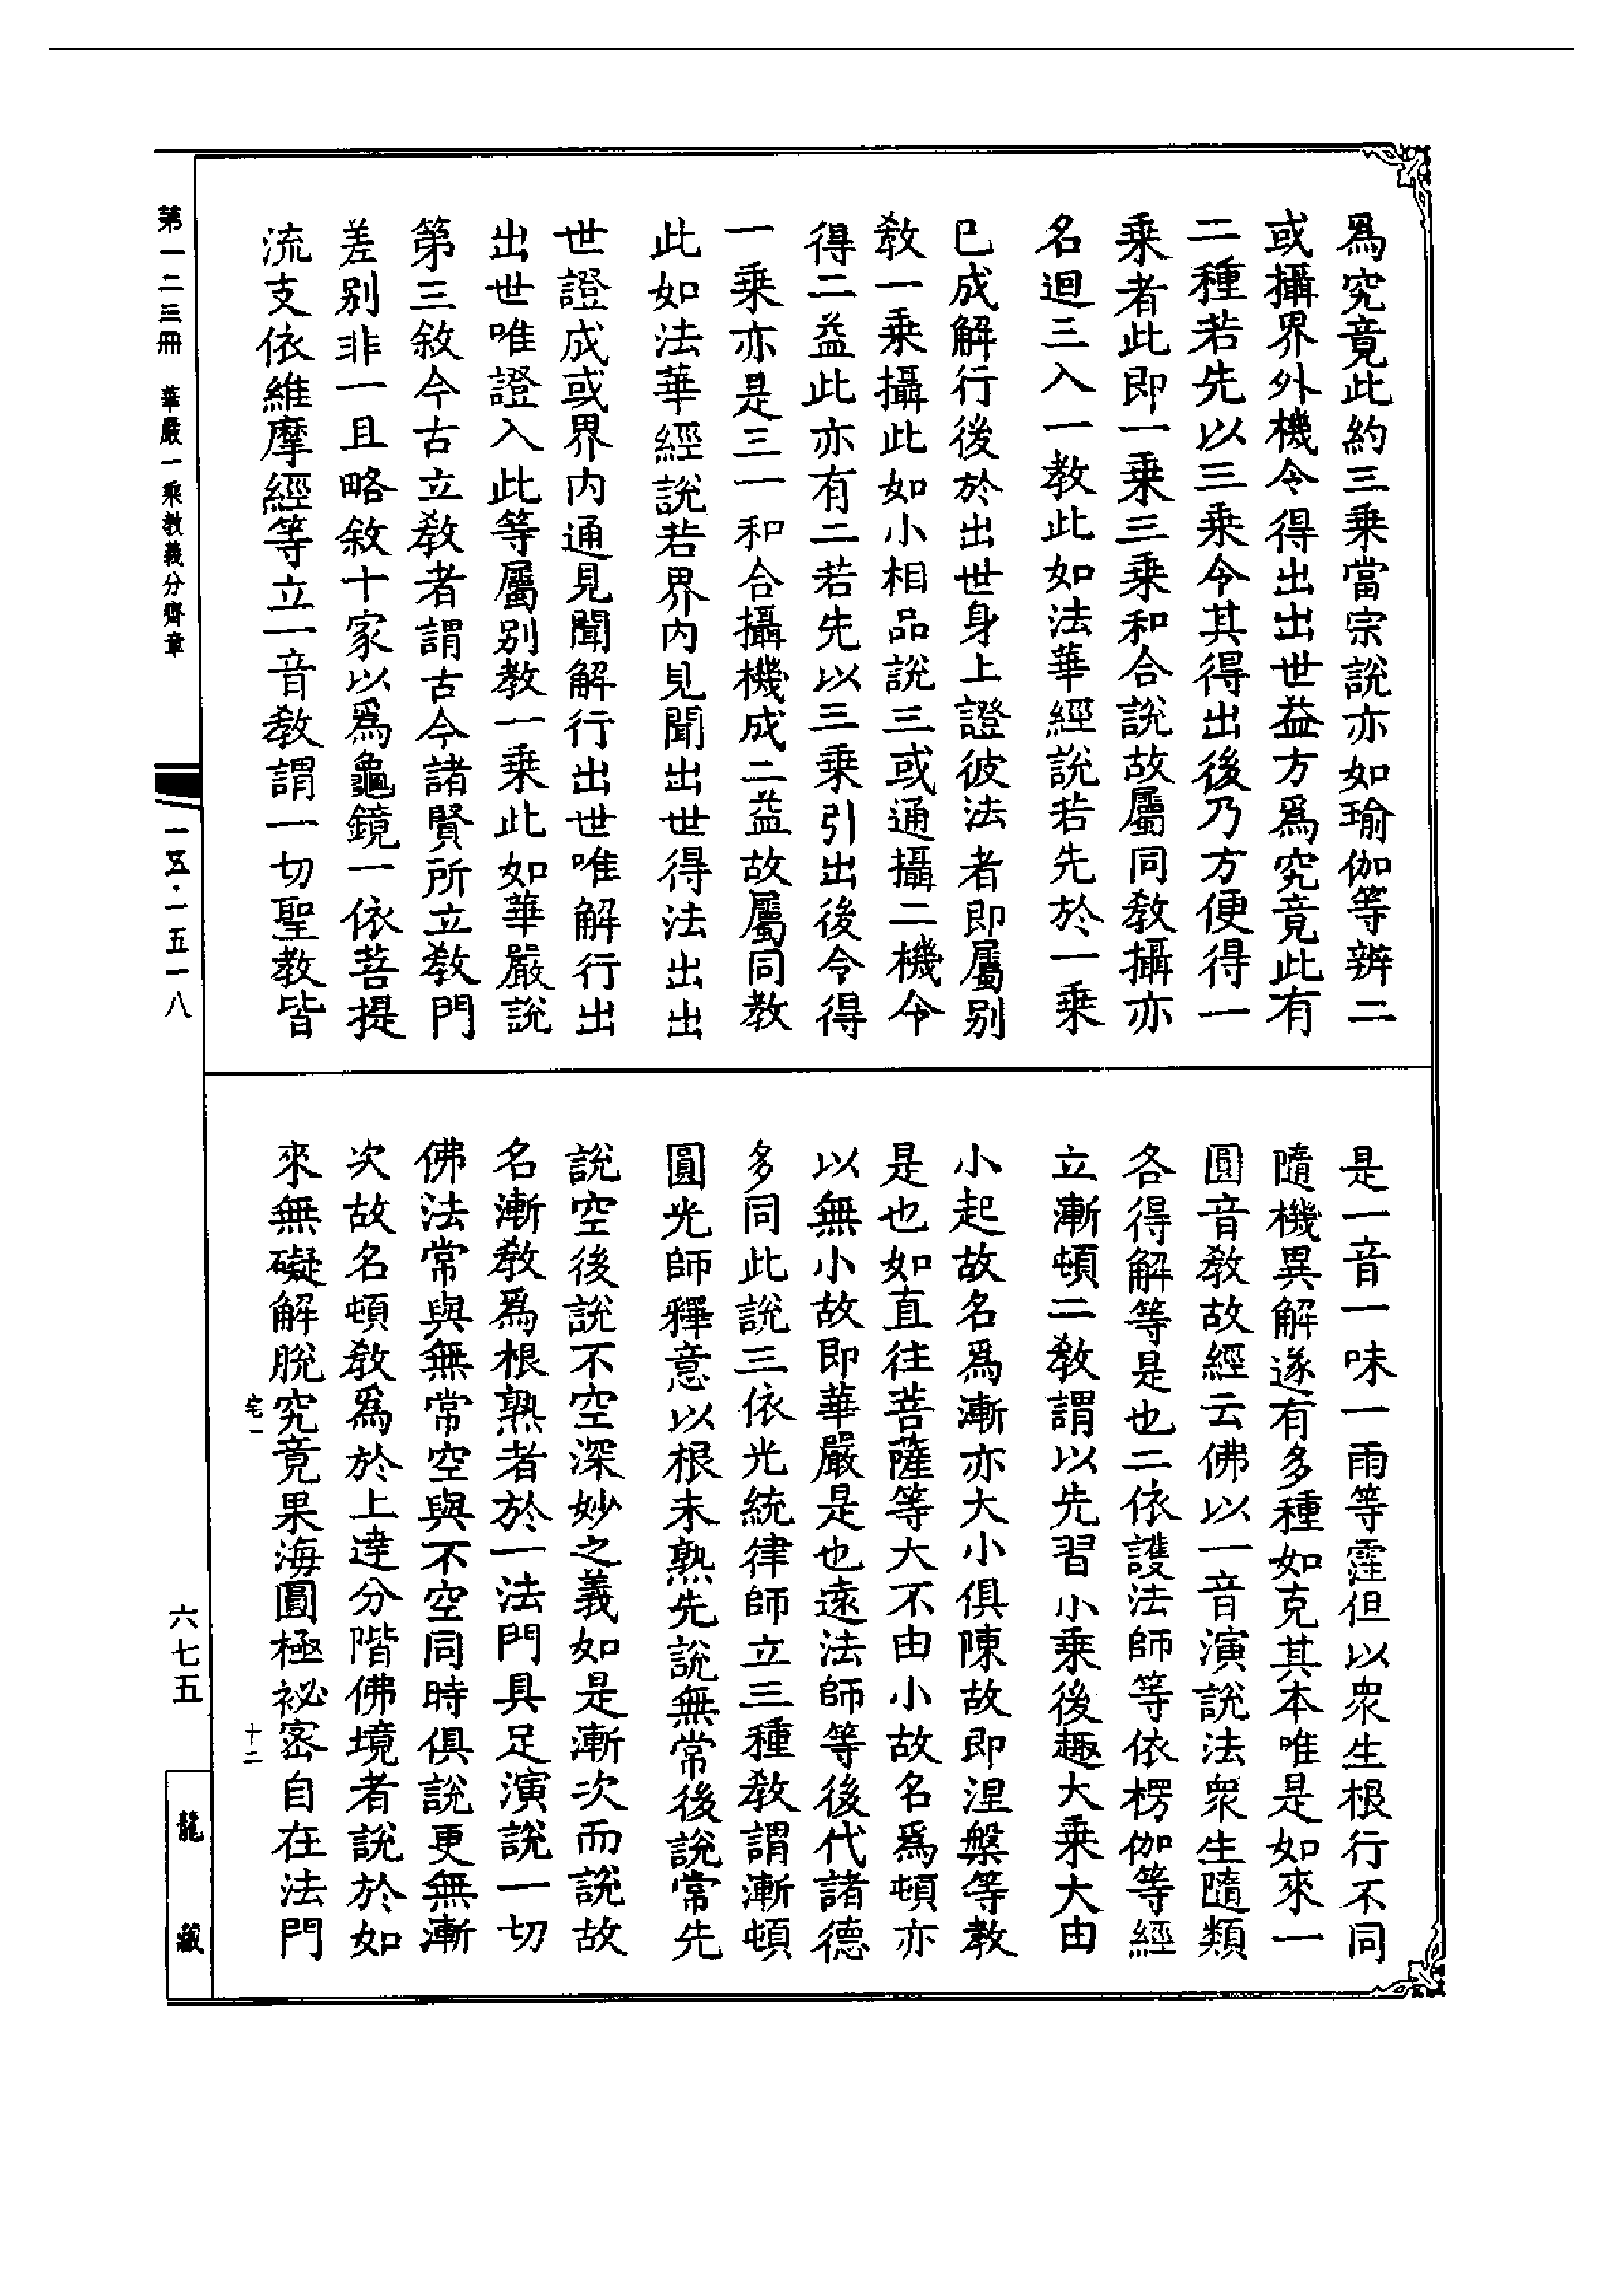 爲究竟此約三乘當宗說亦如瑜伽等辨二
或攝界外機令得出出世益方爲究竟此有
二種若先以三乘令其得出後乃方便得一
乘者此即一乘三乘和合說故屬同教攝亦
名迴三入一教此如法華經說若先於一乘
巳成解行後於出世身上證彼法者即屬別
教一乘攝此如小相品說三或通攝二機令
得二益此亦有二若先以三乘引出後令得
一乘亦是三一和合攝機成二益故屬同教
此如法華經說若界內見聞出世得法出出
世證成或界內通見聞解行出世唯解行出
出世唯證入此等屬別教一乘此如華嚴說
第三敘今古立教者謂古今諸賢所立教門
差別非一且略敘十家以爲龜鏡一依菩提
流支依維摩經等立一音教謂一切聖教皆
是一音一味一雨等霔但以衆生根行不同
隨機異解遂有多種如克其本唯是如來一
圓音教故經云佛以一音演說法衆生隨類
各得解等是也二依護法師等依楞伽等經
立漸頓二教謂以先習小乘後趣大乘大由
小起故名爲漸亦大小俱陳故即涅槃等教
是也如直往菩薩等大不由小故名爲頓亦
以無小故即華嚴是也遠法師等後代諸德
多同此說三依光統律師立三種教謂漸頓
圓光師釋意以根未熟先說無常後說常先
說空後說不空深妙之義如是漸次而說故
名漸教爲根熟者於一法門具足演說一切
佛法常與無常空與不空同時俱說更無漸
次故名頓教爲於上達分階佛境者說於如
來無礙解脫究竟果海圓極祕密自在法門
宅一
十二
第一二三冊 華嚴一乘教義分齊章
一五·一五一八
六七五
龍藏